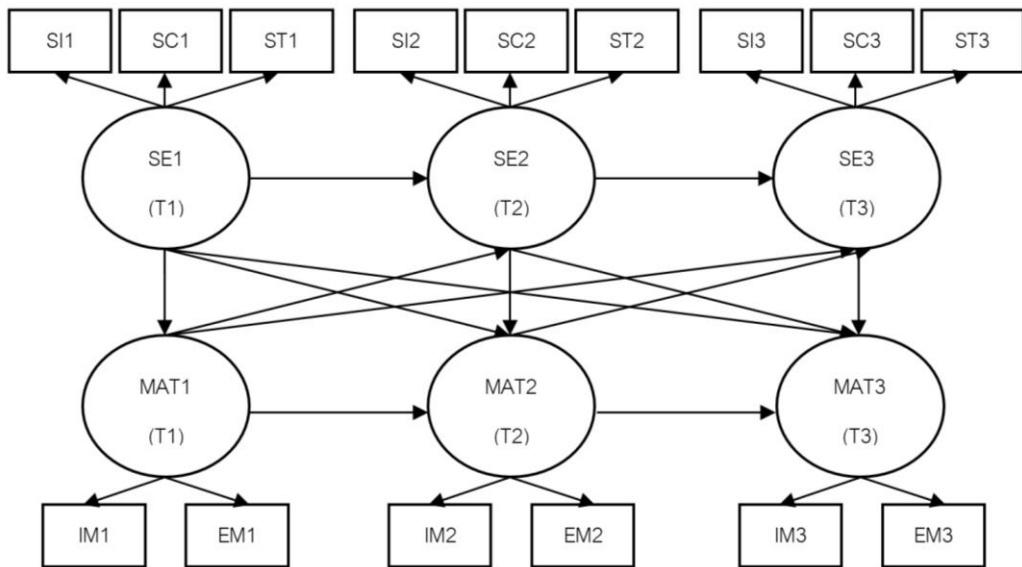 SI1 SC1 ST1 SI2 SC2 ST2 SI3 SC3 ST3
SE1 SE2 SE3
(T1) (T2) (T3)
MAT1 MAT2 MAT3
(T1) (T2) (T3)
IM1 EM1 IM2 EM2 IM3 EM3